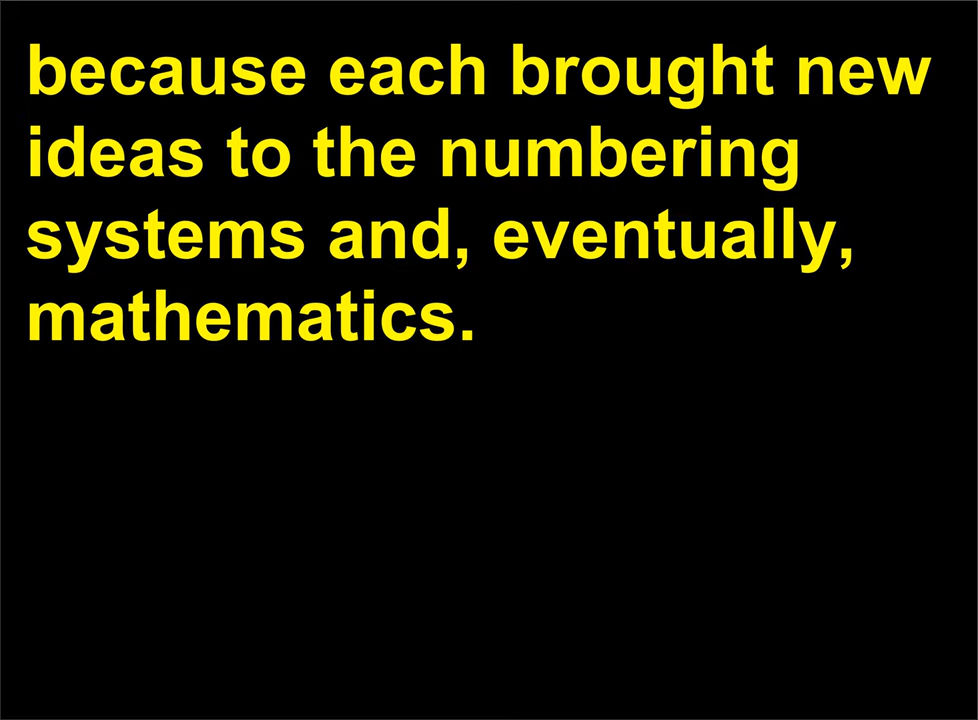 because each brought new
ideas to the numbering
systems and, eventually,
mathematics.